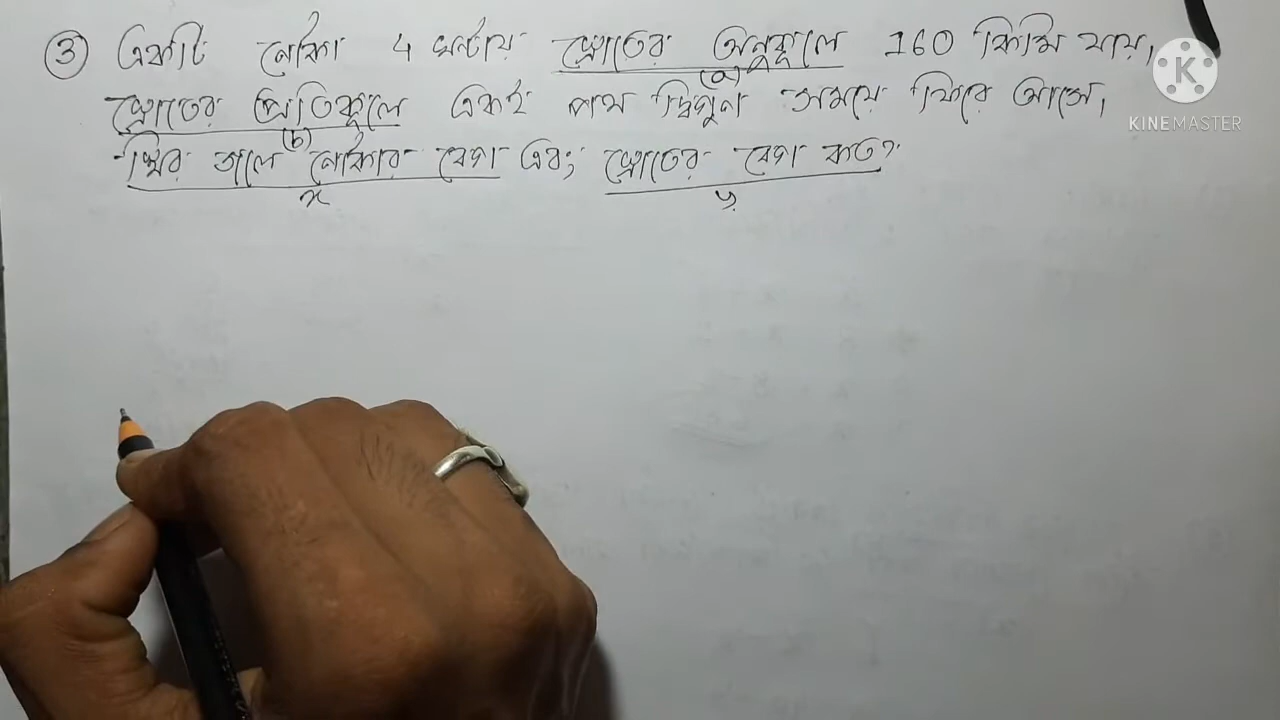 ③ একটি নৌকা 4 ঘন্টায় স্রোতের অনুকূলে 160 কিমি যায়,
(a)
স্রোতের প্রতিকূলে একই পথ দ্বিগুণ সময়ে ফিরে আসে,
(b)
স্থির জলে নৌকার বেগ এবং স্রোতের বেগ কত?
x y
KINEMASTER